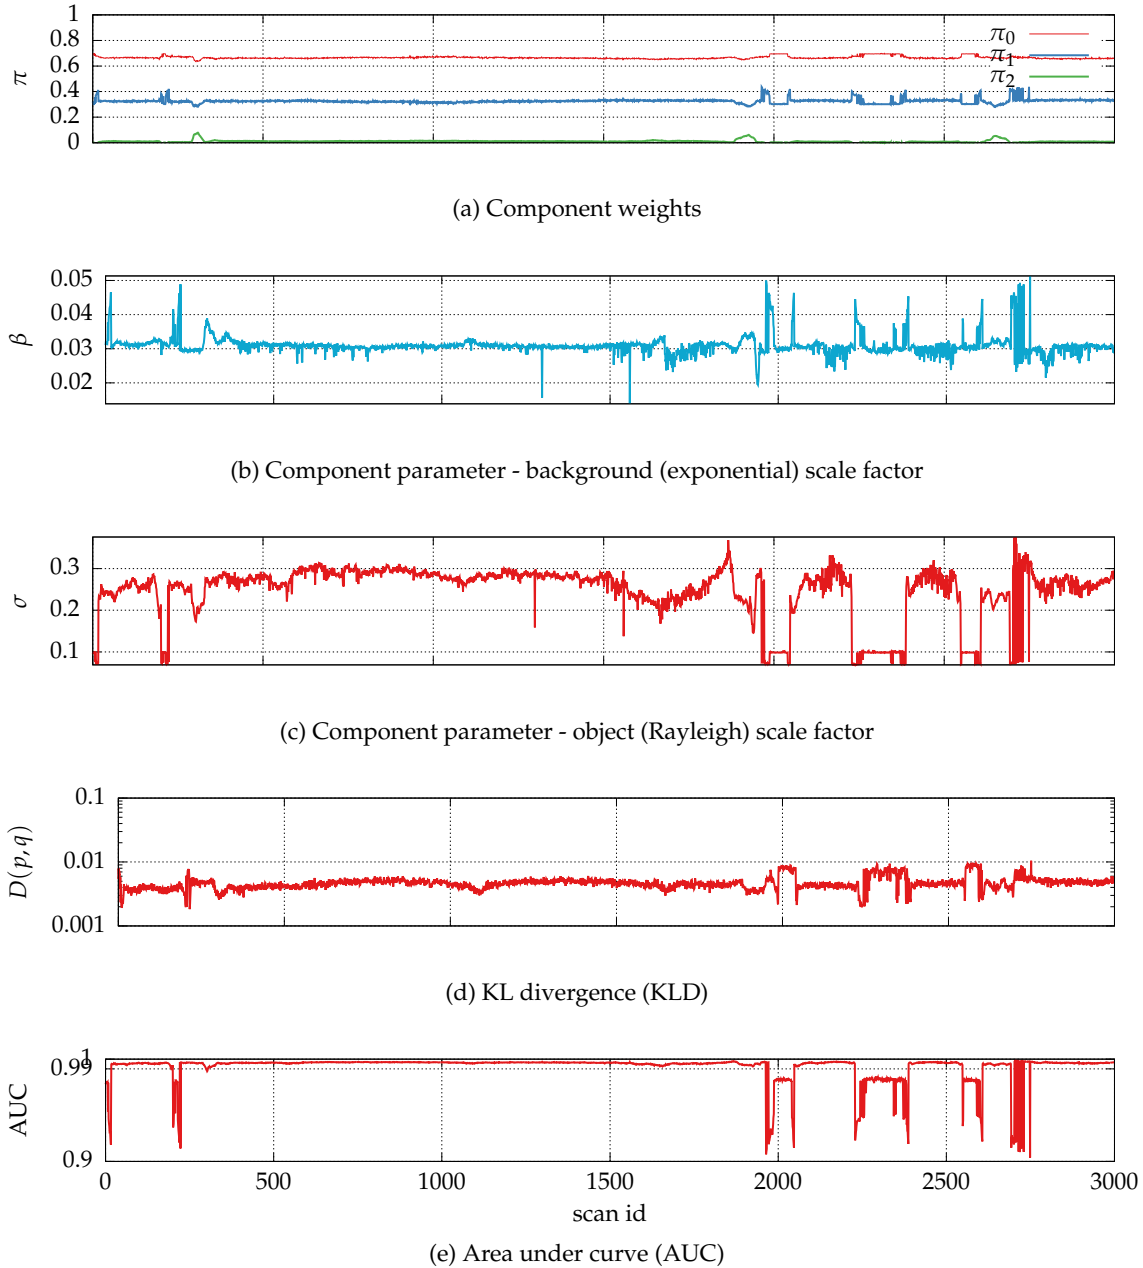 1
0.8
0.6
0.4
0.2
0
π
π0
π1
π2
(a) Component weights
0.05
0.04
0.03
0.02
β
(b) Component parameter - background (exponential) scale factor
0.3
0.2
0.1
σ
(c) Component parameter - object (Rayleigh) scale factor
0.1
0.01
0.001
D(p,q)
(d) KL divergence (KLD)
1
0.99
0.9
AUC
0 500 1000 1500 2000 2500 3000
scan id
(e) Area under curve (AUC)